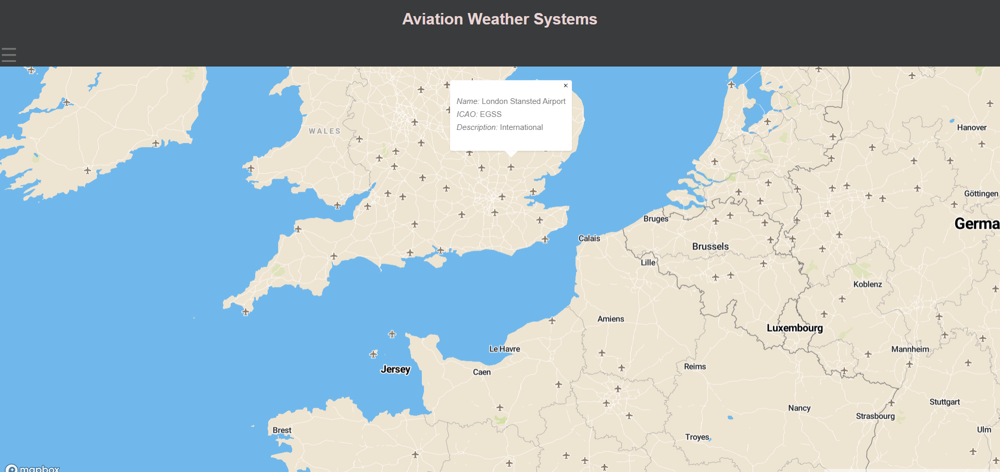 Aviation Weather Systems
×
Name: London Stansted Airport
ICAO: EGSS
Description: International
WALES
Hanover
Göttingen
Germa
Bruges
Calais
Brussels
Lille
Koblenz
Amiens
Luxembourg
Le Havre
Mannheim
Jersey
Caen
Reims
Stuttgart
Nancy
Strasbourg
Brest
Troyes
Ulm
mapbox